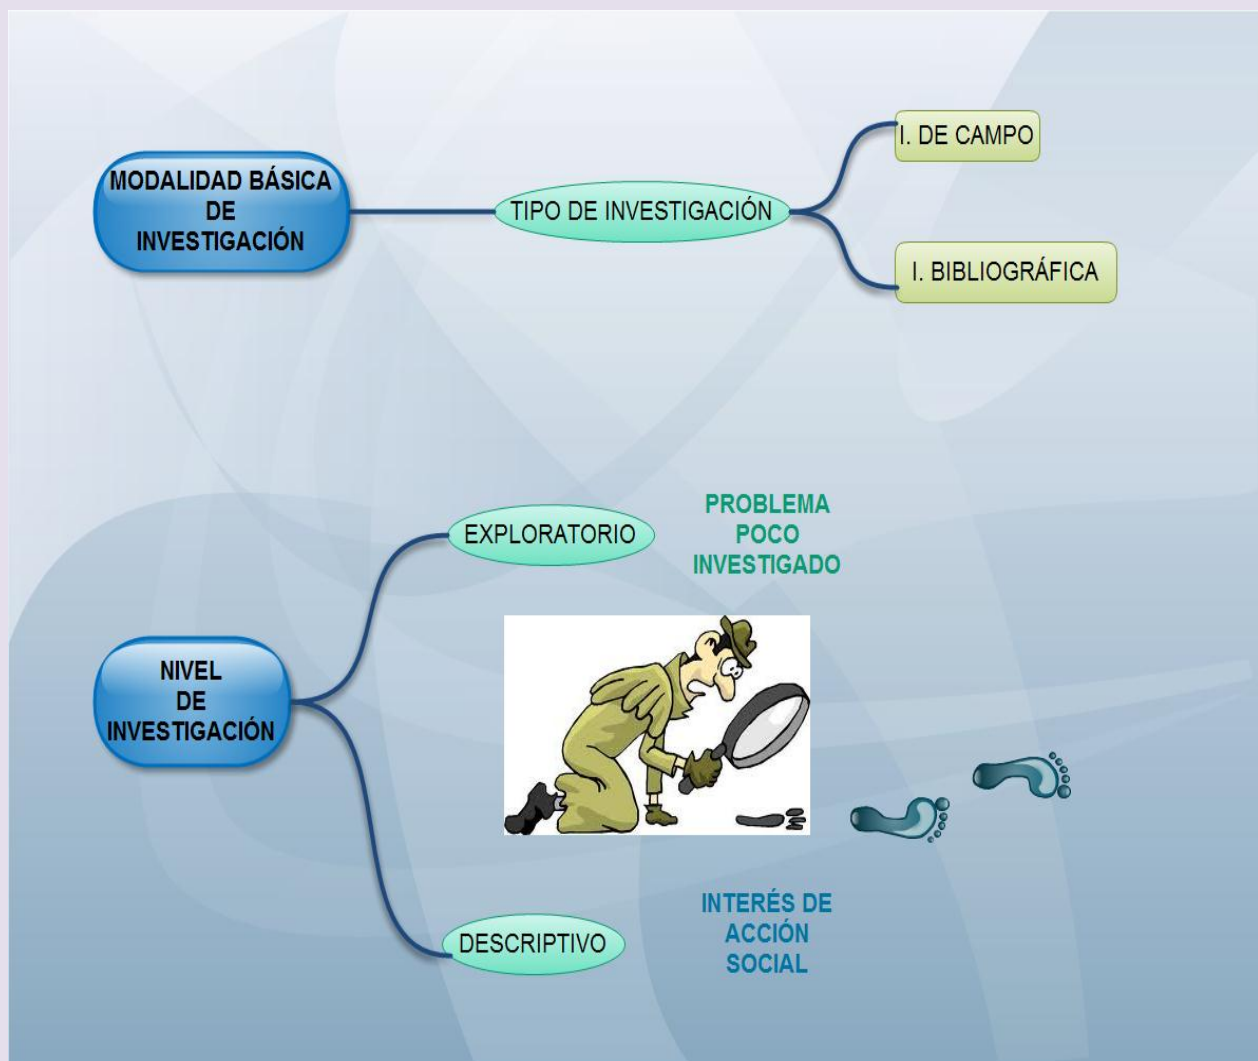 MODALIDAD BÁSICA
DE
INVESTIGACIÓN
TIPO DE INVESTIGACIÓN
I. DE CAMPO
I. BIBLIOGRÁFICA
NIVEL
DE
INVESTIGACIÓN
EXPLORATORIO
PROBLEMA
POCO
INVESTIGADO
DESCRIPTIVO
INTERÉS DE
ACCIÓN
SOCIAL